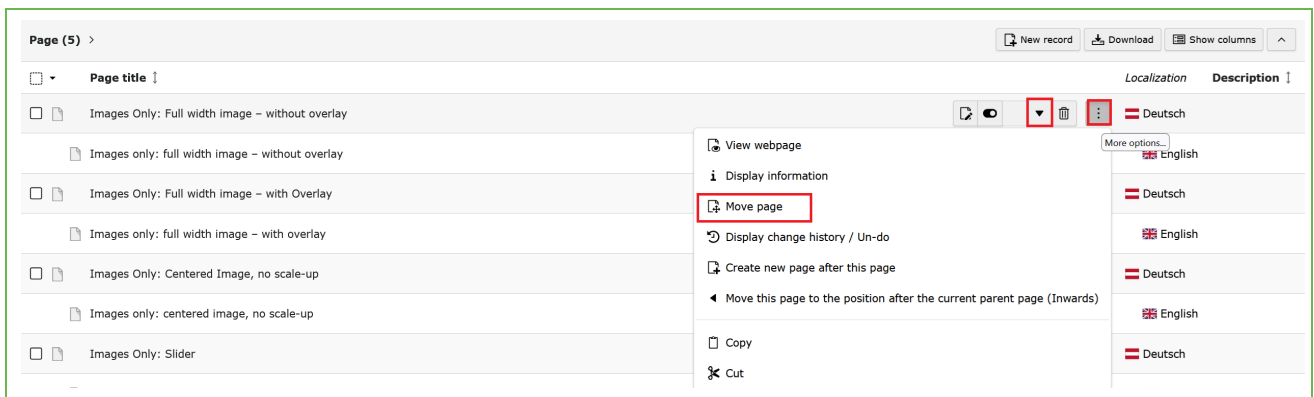 Page (5) >
New record
Download
Show columns
Page title
Localization
Description
Images Only: Full width image – without overlay
Deutsch
More options...
View webpage
Images only: full width image – without overlay
English
Display information
Images Only: Full width image – with Overlay
Deutsch
Move page
Images only: full width image – with overlay
English
Display change history / Un-do
Images Only: Centered Image, no scale-up
Deutsch
Create new page after this page
Move this page to the position after the current parent page (Inwards)
Images only: centered image, no scale-up
English
Copy
Images Only: Slider
Deutsch
Cut